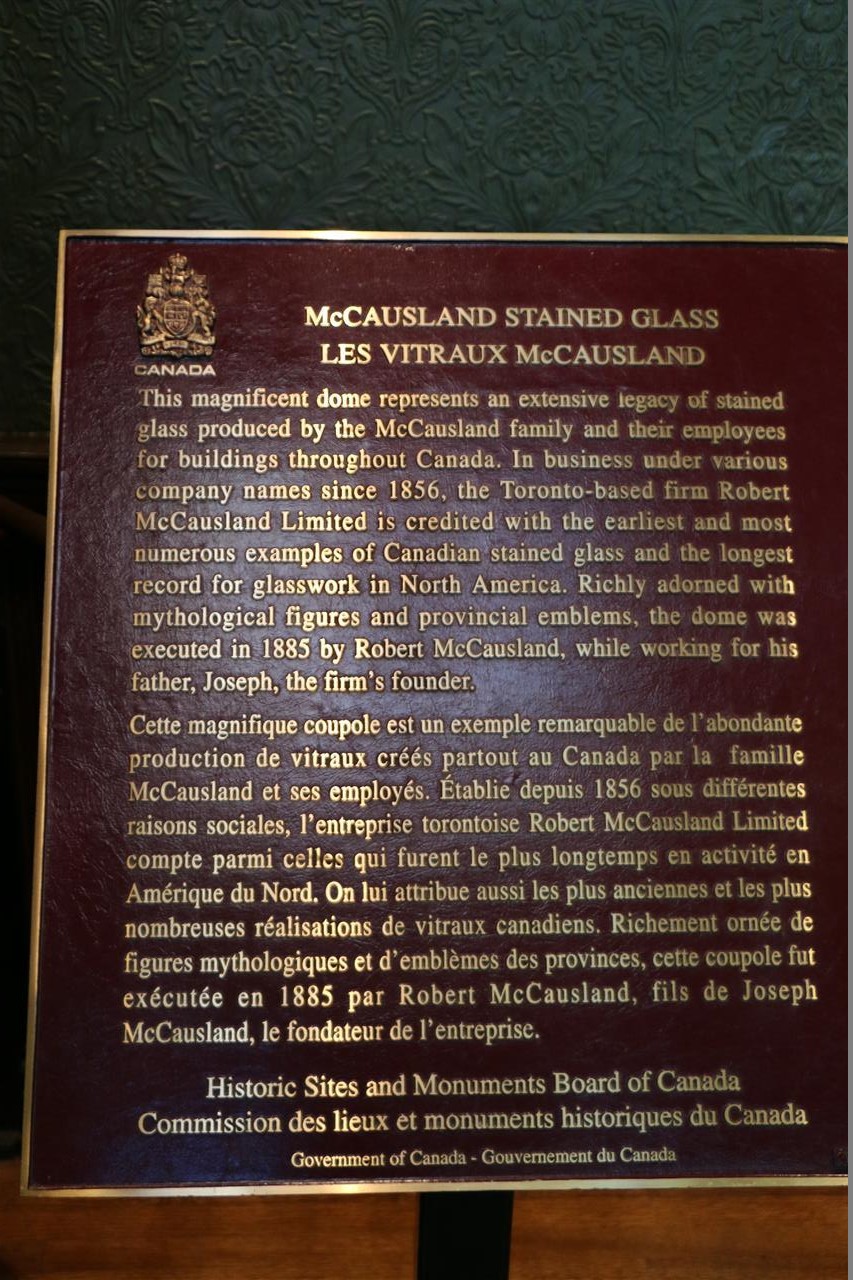 CANADA
McCAUSLAND STAINED GLASS
LES VITRAUX McCAUSLAND
This magnificent dome represents an extensive legacy of stained
glass produced by the McCausland family and their employees
for buildings throughout Canada. In business under various
company names since 1856, the Toronto-based firm Robert
McCausland Limited is credited with the earliest and most
numerous examples of Canadian stained glass and the longest
record for glasswork in North America. Richly adorned with
mythological figures and provincial emblems, the dome was
executed in 1885 by Robert McCausland, while working for his
father, Joseph, the firm's founder.
Cette magnifique coupole est un exemple remarquable de l'abondante
production de vitraux créés partout au Canada par la famille
McCausland et ses employés. Établie depuis 1856 sous différentes
raisons sociales, l'entreprise torontoise Robert McCausland Limited
compte parmi celles qui furent le plus longtemps en activité en
Amérique du Nord. On lui attribue aussi les plus anciennes et les plus
nombreuses réalisations de vitraux canadiens. Richement ornée de
figures mythologiques et d'emblèmes des provinces, cette coupole fut
exécutée en 1885 par Robert McCausland, fils de Joseph
McCausland, le fondateur de l'entreprise.
Historic Sites and Monuments Board of Canada
Commission des lieux et monuments historiques du Canada
Government of Canada - Gouvernement du Canada